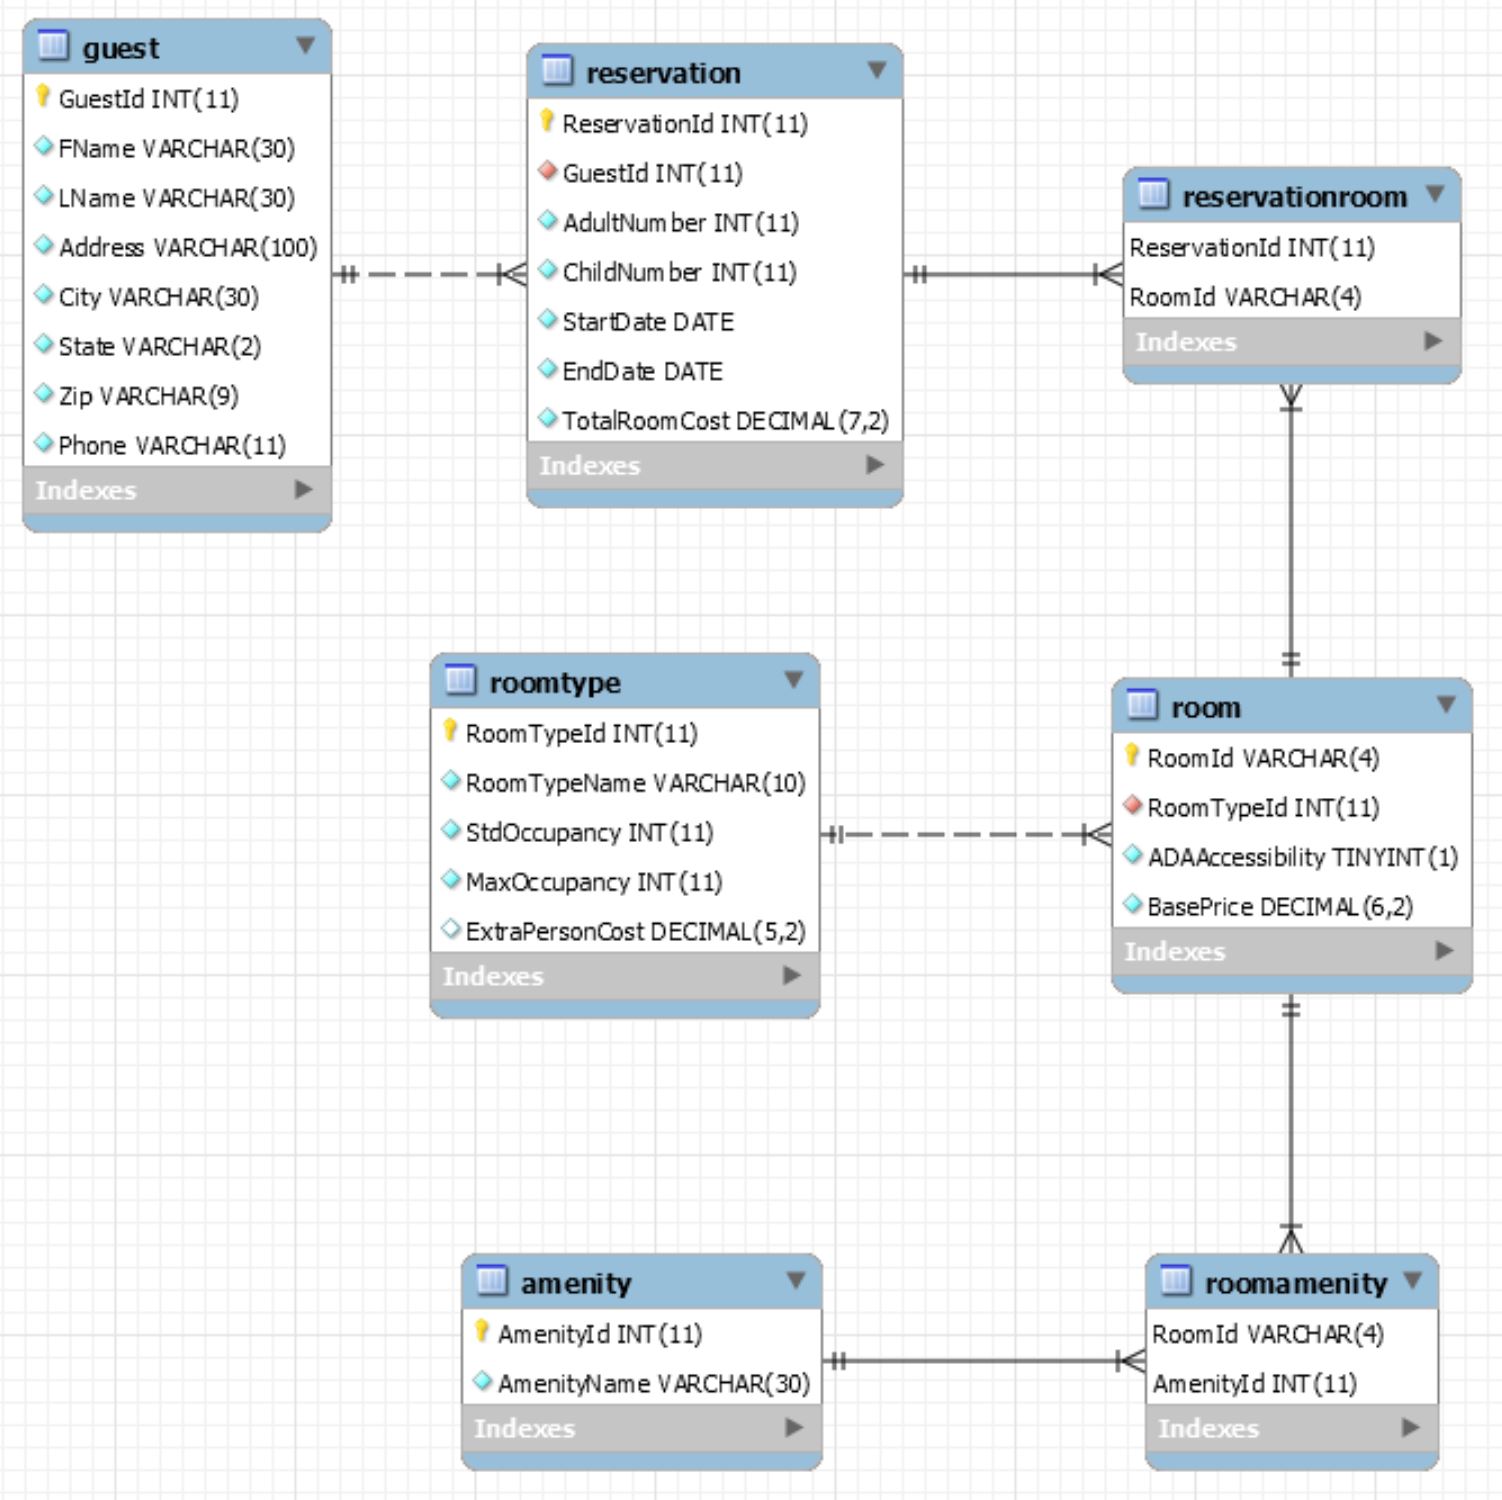 guest
GuestId INT(11)
FName VARCHAR(30)
LName VARCHAR(30)
Address VARCHAR(100)
City VARCHAR(30)
State VARCHAR(2)
Zip VARCHAR(9)
Phone VARCHAR(11)
Indexes
reservation
ReservationId INT(11)
GuestId INT(11)
AdultNumber INT(11)
ChildNumber INT(11)
StartDate DATE
EndDate DATE
TotalRoomCost DECIMAL(7,2)
Indexes
reservationroom
ReservationId INT(11)
RoomId VARCHAR(4)
Indexes
roomtype
RoomTypeId INT(11)
RoomTypeName VARCHAR(10)
StdOccupancy INT(11)
MaxOccupancy INT(11)
ExtraPersonCost DECIMAL(5,2)
Indexes
room
RoomId VARCHAR(4)
RoomTypeId INT(11)
ADAAccessibility TINYINT(1)
BasePrice DECIMAL(6,2)
Indexes
amenity
AmenityId INT(11)
AmenityName VARCHAR(30)
Indexes
roomamenity
RoomId VARCHAR(4)
AmenityId INT(11)
Indexes